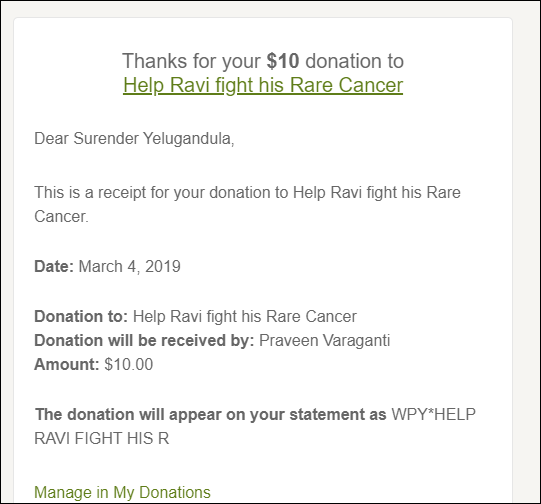 Thanks for your $10 donation to
Help Ravi fight his Rare Cancer
Dear Surender Yelugandula,
This is a receipt for your donation to Help Ravi fight his Rare
Cancer.
Date: March 4, 2019
Donation to: Help Ravi fight his Rare Cancer
Donation will be received by: Praveen Varaganti
Amount: $10.00
The donation will appear on your statement as WPY*HELP
RAVI FIGHT HIS R
Manage in My Donations